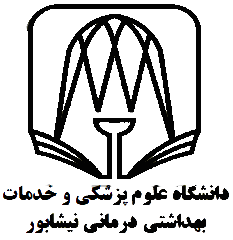 دانشگاه علوم پزشکی و خدمات
بهداشتی درمانی نیشابور